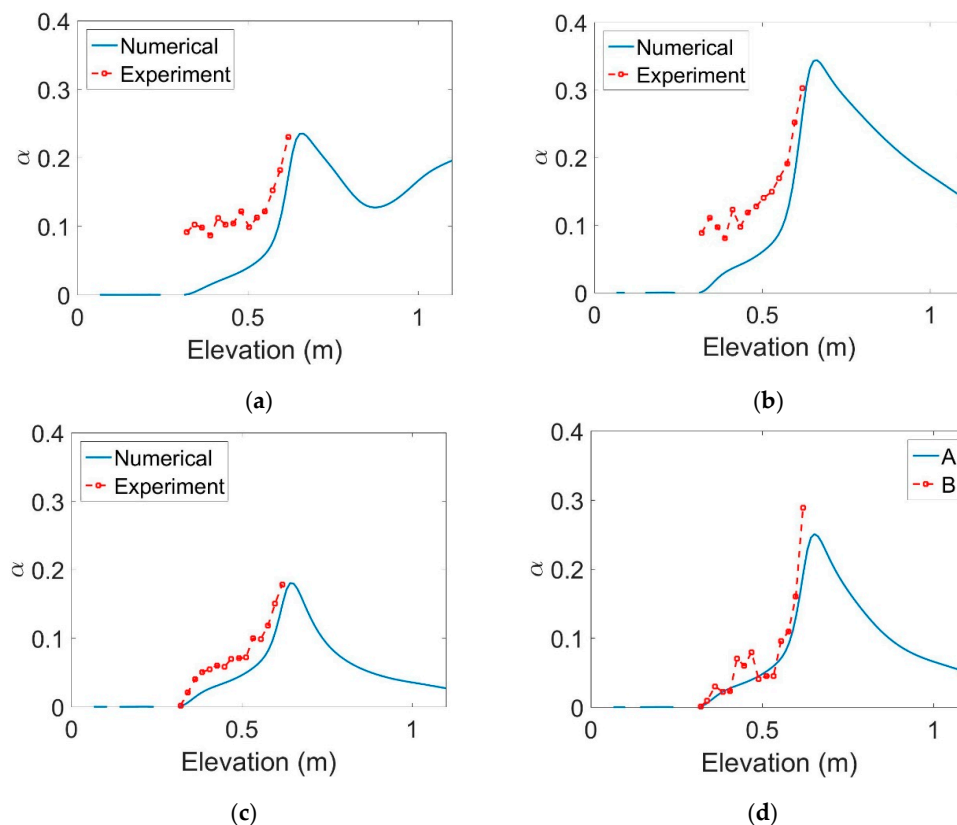 0.4
0.3
0.2
0.1
0
α
Numerical
Experiment
0
0.5
1
Elevation (m)
(a)
0.4
0.3
0.2
0.1
0
α
Numerical
Experiment
0
0.5
1
Elevation (m)
(b)
0.4
0.3
0.2
0.1
0
α
Numerical
Experiment
0
0.5
1
Elevation (m)
(c)
0.4
0.3
0.2
0.1
0
α
A
B
0
0.5
1
Elevation (m)
(d)